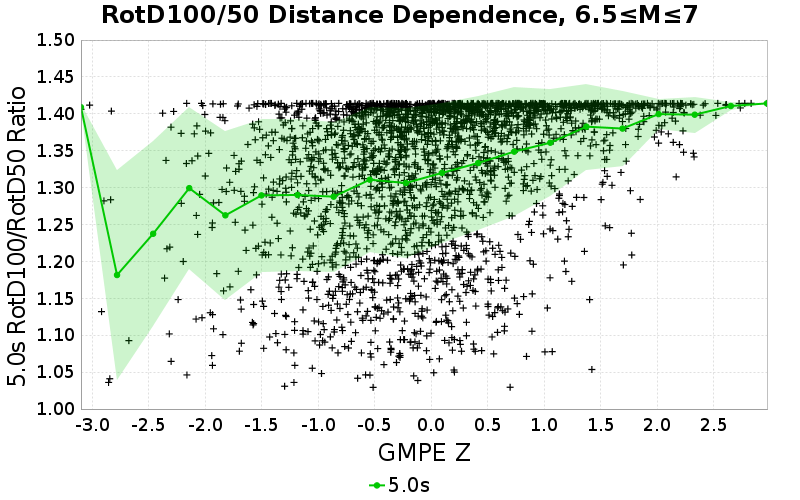 RotD100/50 Distance Dependence, 6.5≤M≤7
5.0s RotD100/RotD50 Ratio
1.50
1.45
1.40
1.35
1.30
1.25
1.20
1.15
1.10
1.05
1.00
-3.0 -2.5 -2.0 -1.5 -1.0 -0.5 0.0 0.5 1.0 1.5 2.0 2.5
GMPE Z
5.0s